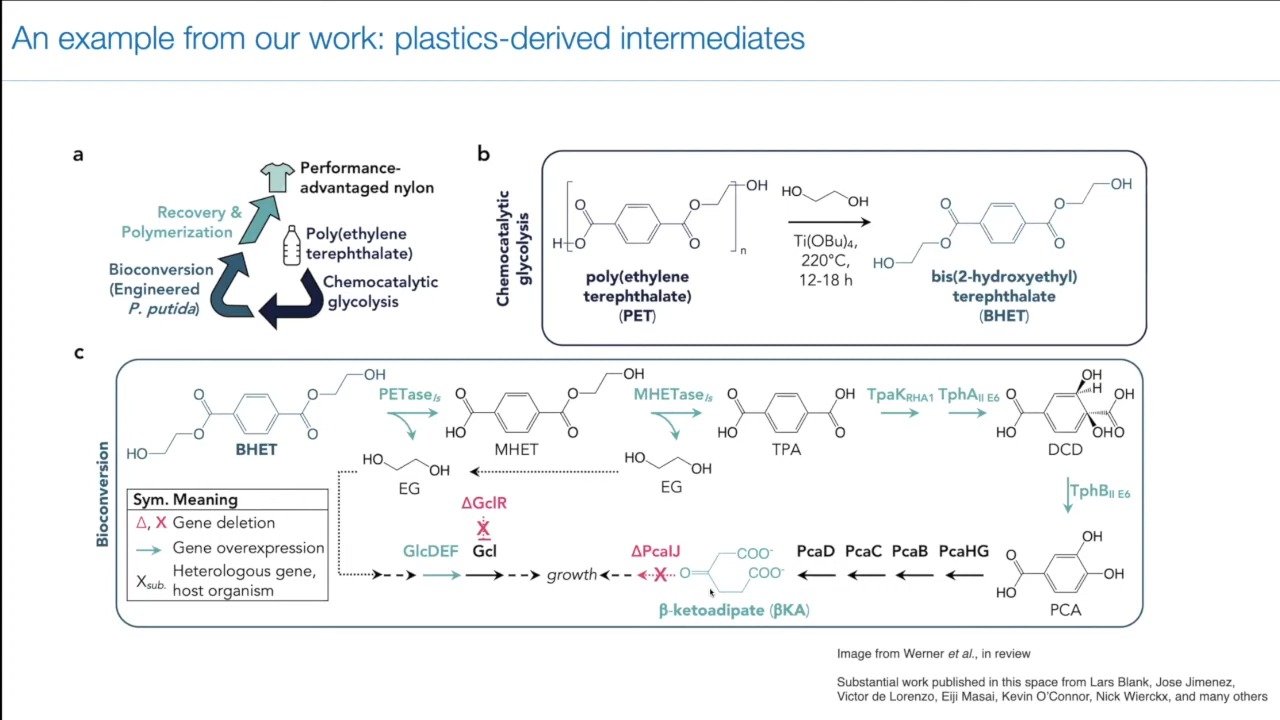 An example from our work: plastics-derived intermediates
a
Performance-
advantaged nylon
Recovery &
Polymerization
Poly(ethylene
terephthalate)
Bioconversion
(Engineered
P. putida)
Chemocatalytic
glycolysis
b
Chemocatalytic
glycolysis
O
O
OH
H
O
O
n
poly(ethylene
terephthalate)
(PET)
HO
OH
Ti(OBu)₄,
220°C,
12-18 h
OH
O
O
O
O
HO
bis(2-hydroxyethyl)
terephthalate
(BHET)
c
Bioconversion
OH
O
O
O
O
HO
BHET
PETaseIs
OH
O
O
HO
O
MHET
MHETaseIs
O
OH
HO
O
TPA
TpaKRHA1 TphAII E6
OH
H
O
OH
HO
OHO
DCD
HO
OH
EG
HO
OH
EG
TphBII E6
Sym. Meaning
Δ, X Gene deletion
→ Gene overexpression
Xsub. Heterologous gene,
host organism
ΔGclR
X
GlcDEF Gcl
growth
ΔPcaIJ
X
O
COO⁻
COO⁻
β-ketoadipate (βKA)
PcaD PcaC PcaB PcaHG
OH
O
OH
HO
PCA
Image from Werner et al., in review
Substantial work published in this space from Lars Blank, Jose Jimenez,
Victor de Lorenzo, Eiji Masai, Kevin O'Connor, Nick Wierckx, and many others